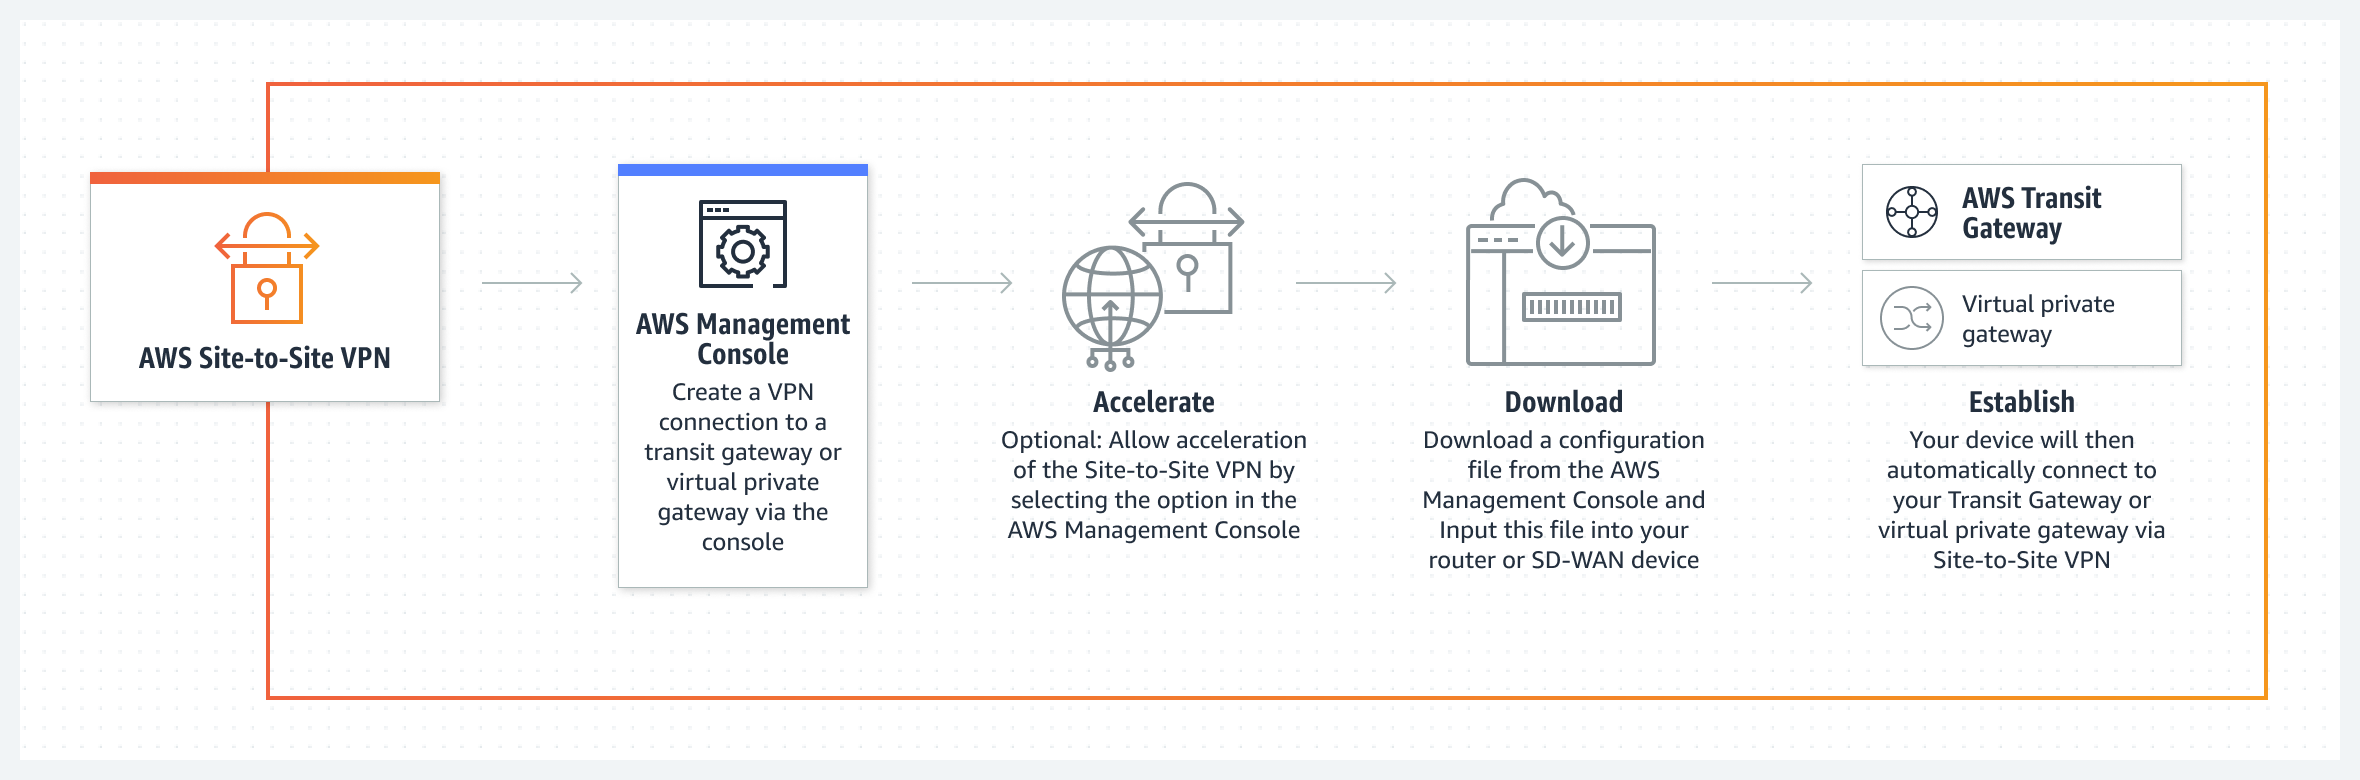 AWS Site-to-Site VPN
AWS Management
Console
Create a VPN
connection to a
transit gateway or
virtual private
gateway via the
console
Accelerate
Optional: Allow acceleration
of the Site-to-Site VPN by
selecting the option in the
AWS Management Console
Download
Download a configuration
file from the AWS
Management Console and
Input this file into your
router or SD-WAN device
AWS Transit
Gateway
Virtual private
gateway
Establish
Your device will then
automatically connect to
your Transit Gateway or
virtual private gateway via
Site-to-Site VPN